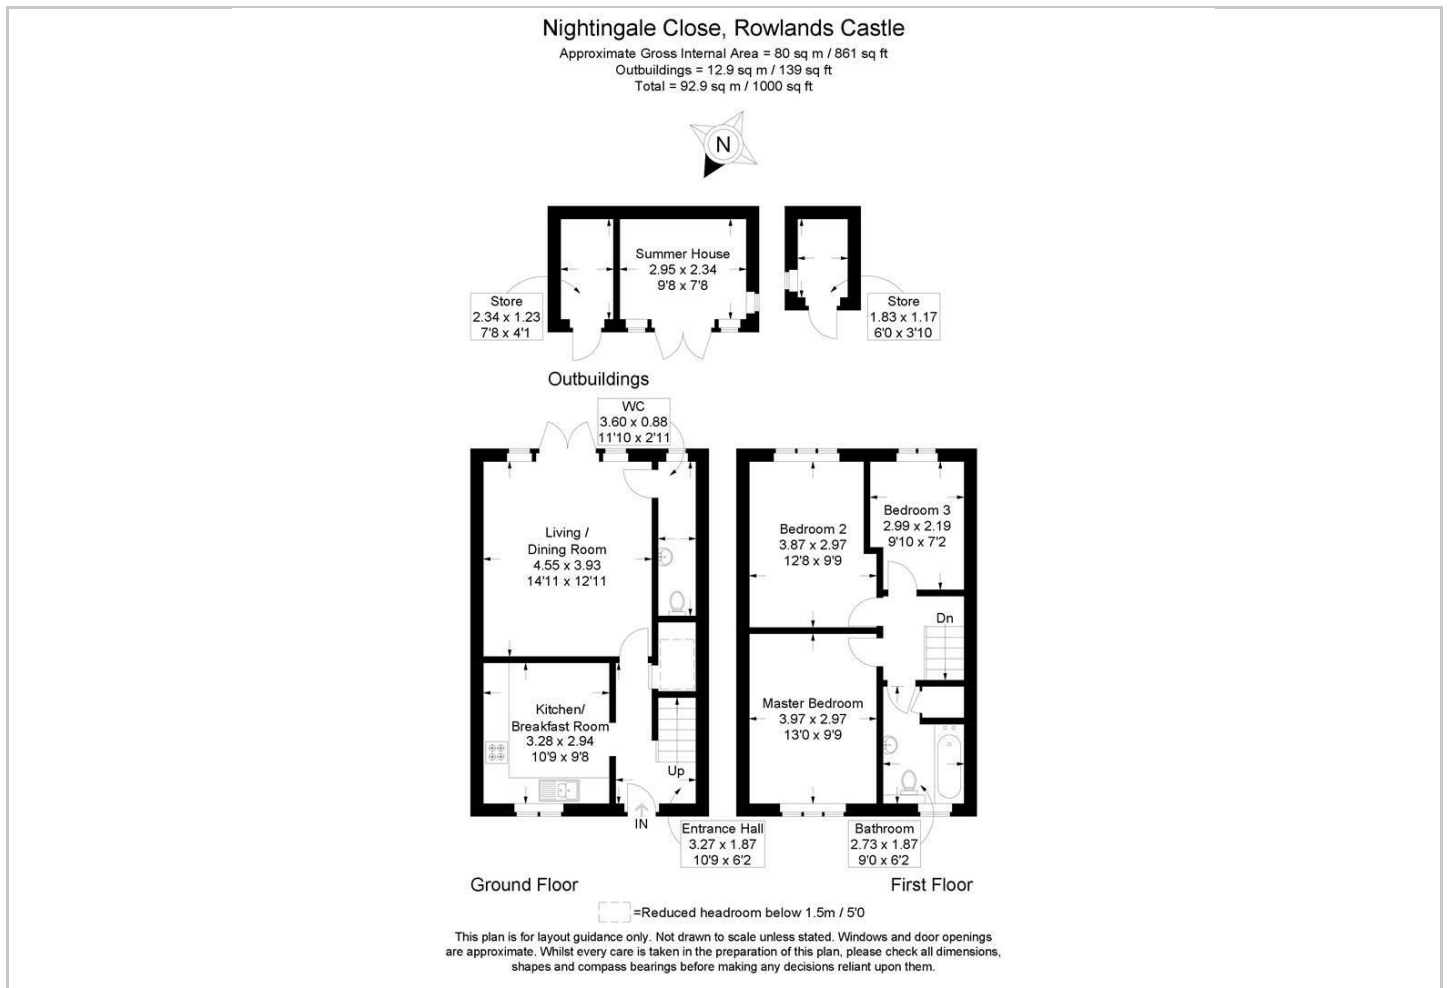 Nightingale Close, Rowlands Castle
Approximate Gross Internal Area = 80 sq m / 861 sq ft
Outbuildings = 12.9 sq m / 139 sq ft
Total = 92.9 sq m / 1000 sq ft
N
Summer House
2.95 x 2.34
9'8 x 7'8
Store
2.34 x 1.23
7'8 x 4'1
Store
1.83 x 1.17
6'0 x 3'10
Outbuildings
WC
3.60 x 0.88
11'10 x 2'11
Living /
Dining Room
4.55 x 3.93
14'11 x 12'11
Kitchen/
Breakfast Room
3.28 x 2.94
10'9 x 9'8
Up
IN
Entrance Hall
3.27 x 1.87
10'9 x 6'2
Ground Floor
Bedroom 2
3.87 x 2.97
12'8 x 9'9
Bedroom 3
2.99 x 2.19
9'10 x 7'2
Dn
Master Bedroom
3.97 x 2.97
13'0 x 9'9
Bathroom
2.73 x 1.87
9'0 x 6'2
First Floor
=Reduced headroom below 1.5m / 5'0
This plan is for layout guidance only. Not drawn to scale unless stated. Windows and door openings
are approximate. Whilst every care is taken in the preparation of this plan, please check all dimensions,
shapes and compass bearings before making any decisions reliant upon them.